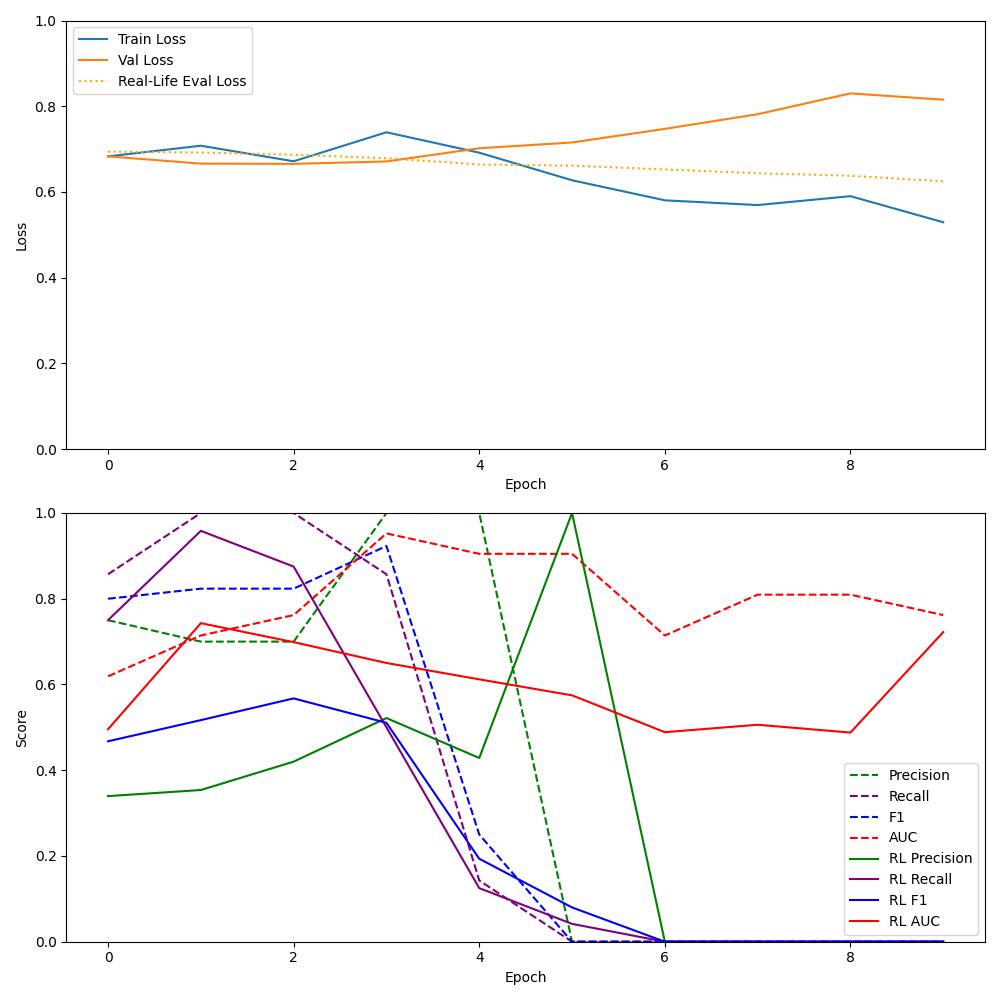 1.0
0.8
0.6
0.4
0.2
0.0
Loss
Train Loss
Val Loss
Real-Life Eval Loss
0 2 4 6 8
Epoch
1.0
0.8
0.6
0.4
0.2
0.0
Score
Precision
Recall
F1
AUC
RL Precision
RL Recall
RL F1
RL AUC
0 2 4 6 8
Epoch